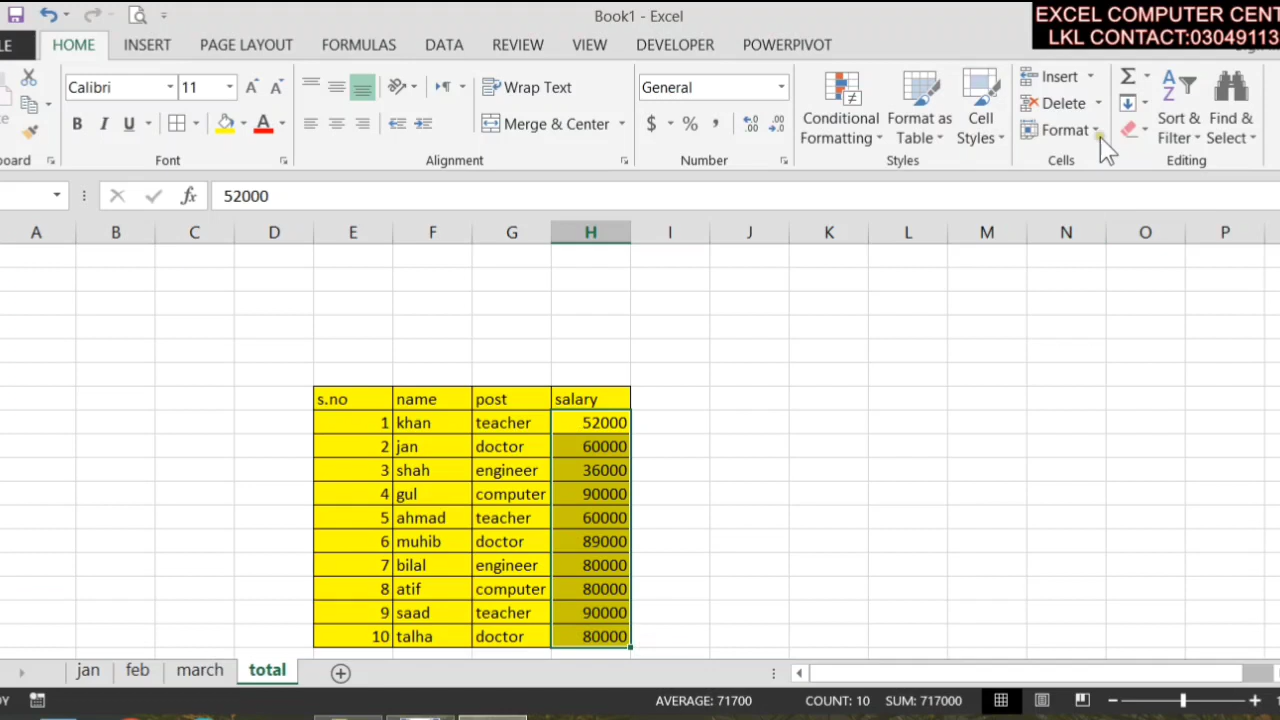 Book1 - Excel
EXCEL COMPUTER CENT
LKL CONTACT:03049113
LE HOME INSERT PAGE LAYOUT FORMULAS DATA REVIEW VIEW DEVELOPER POWERPIVOT
Calibri 11 Wrap Text General Insert
Delete
B I U Merge & Center $ % , Conditional Formatting Format as Table Cell Styles Format Sort & Filter Find & Select
board Font Alignment Number Styles Cells Editing
fx 52000
A B C D E F G H I J K L M N O P
s.no name post salary
1 khan teacher 52000
2 jan doctor 60000
3 shah engineer 36000
4 gul computer 90000
5 ahmad teacher 60000
6 muhib doctor 89000
7 bilal engineer 80000
8 atif computer 80000
9 saad teacher 90000
10 talha doctor 80000
jan feb march total
DY AVERAGE: 71700 COUNT: 10 SUM: 717000